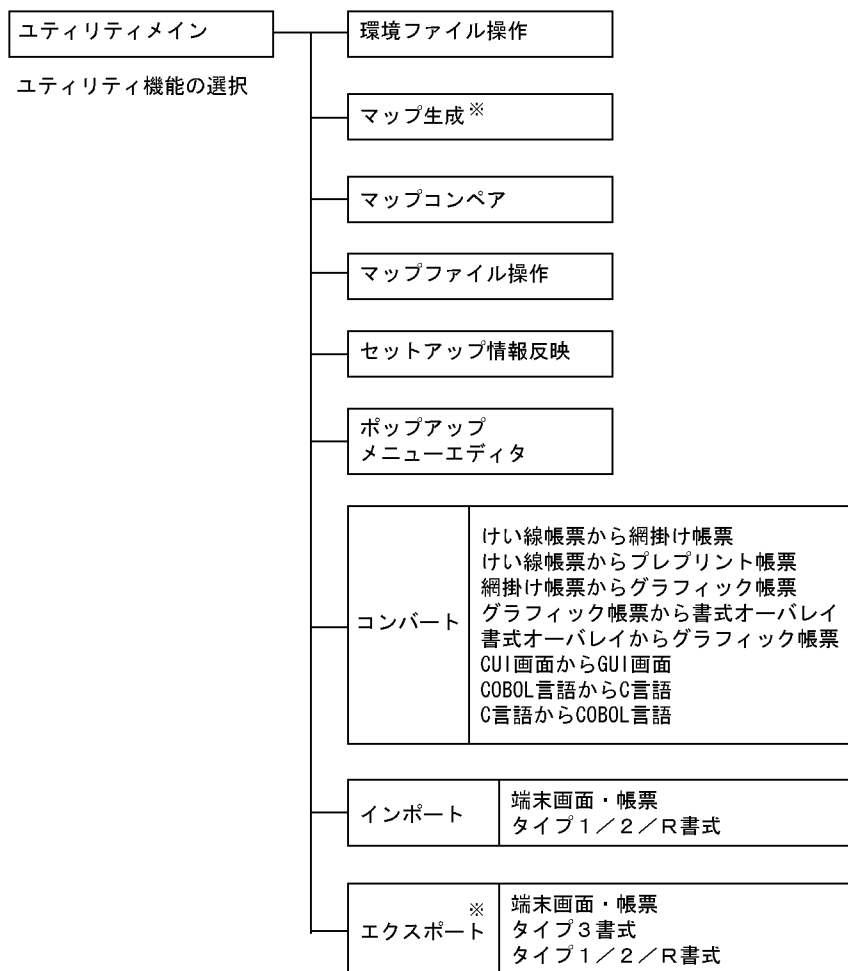 ユティリティメイン
ユティリティ機能の選択
環境ファイル操作
マップ生成※
マップコンペア
マップファイル操作
セットアップ情報反映
ポップアップ
メニューエディタ
コンバート
けい線帳票から網掛け帳票
けい線帳票からプレプリント帳票
網掛け帳票からグラフィック帳票
グラフィック帳票から書式オーバレイ
書式オーバレイからグラフィック帳票
CUI画面からGUI画面
COBOL言語からC言語
C言語からCOBOL言語
インポート
端末画面・帳票
タイプ1／2／R書式
エクスポート※
端末画面・帳票
タイプ3書式
タイプ1／2／R書式